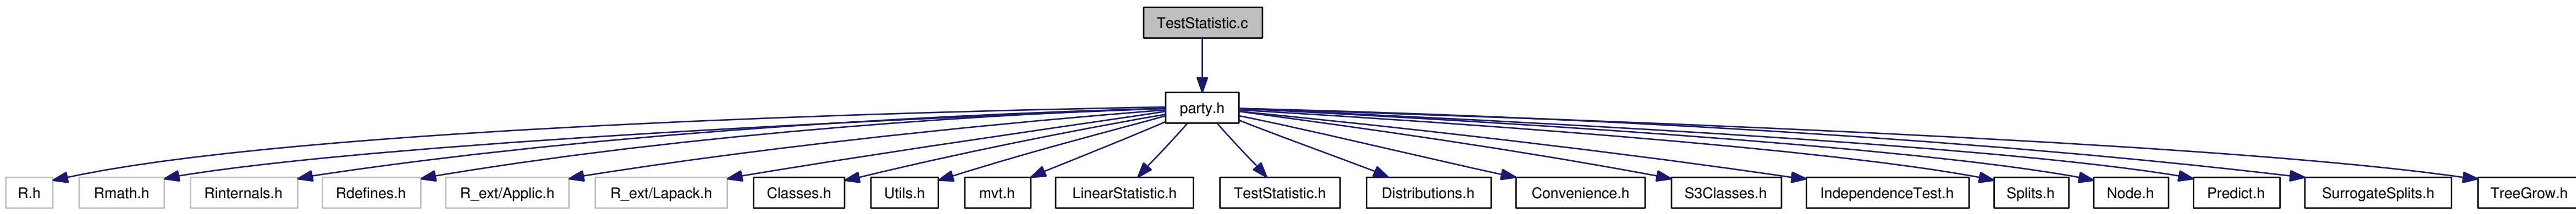 TestStatistic.c
party.h
R.h
Rmath.h
Rinternals.h
Rdefines.h
R_ext/Applic.h
R_ext/Lapack.h
Classes.h
Utils.h
mvt.h
LinearStatistic.h
TestStatistic.h
Distributions.h
Convenience.h
S3Classes.h
IndependenceTest.h
Splits.h
Node.h
Predict.h
SurrogateSplits.h
TreeGrow.h